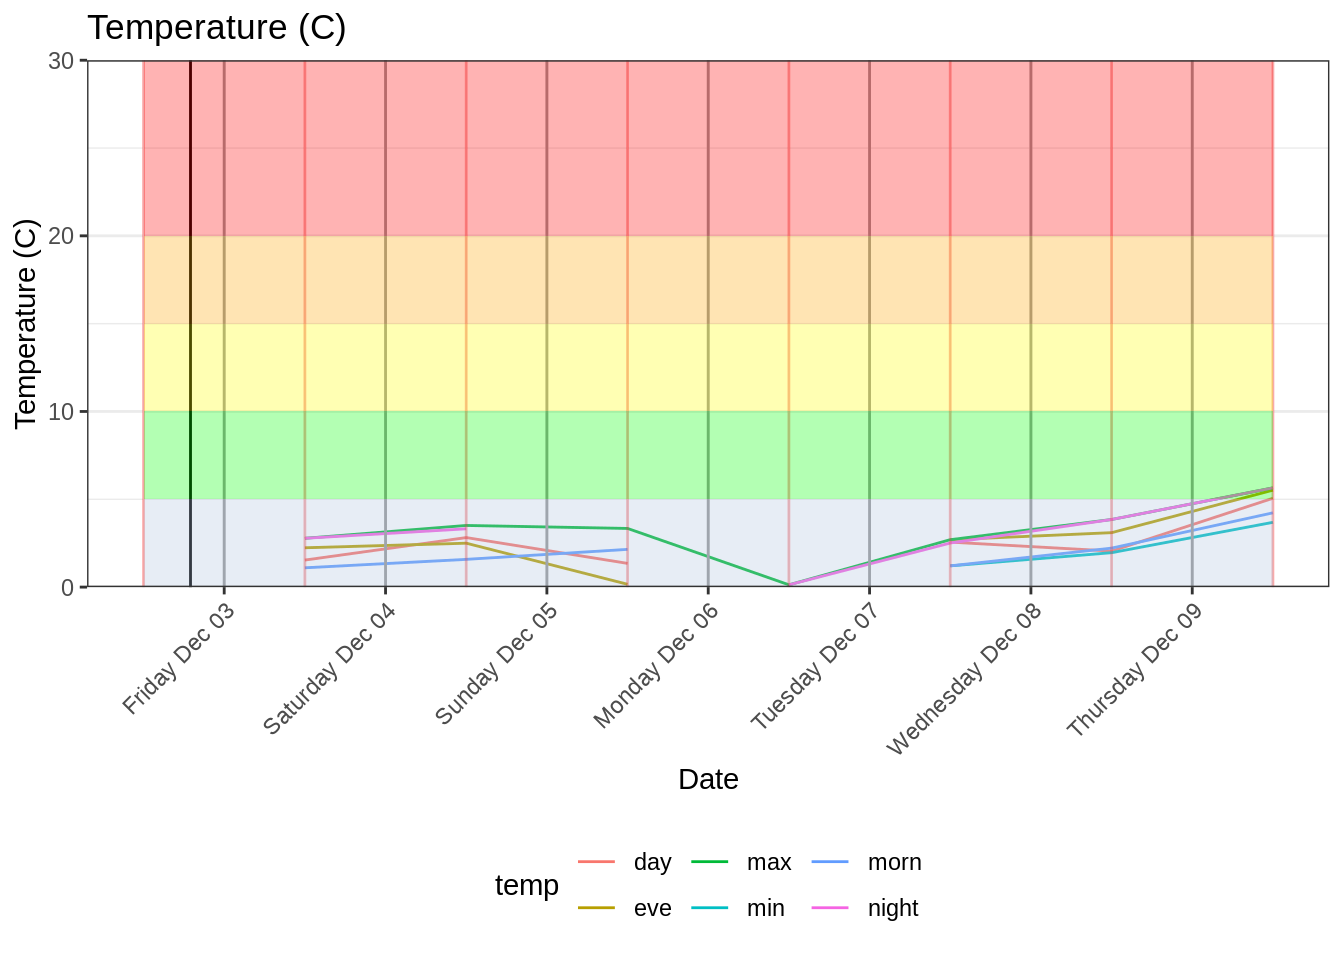 Temperature (C)
Temperature (C)
30
20
10
0
Friday Dec 03
Saturday Dec 04
Sunday Dec 05
Monday Dec 06
Tuesday Dec 07
Wednesday Dec 08
Thursday Dec 09
Date
temp
day
max
morn
eve
min
night